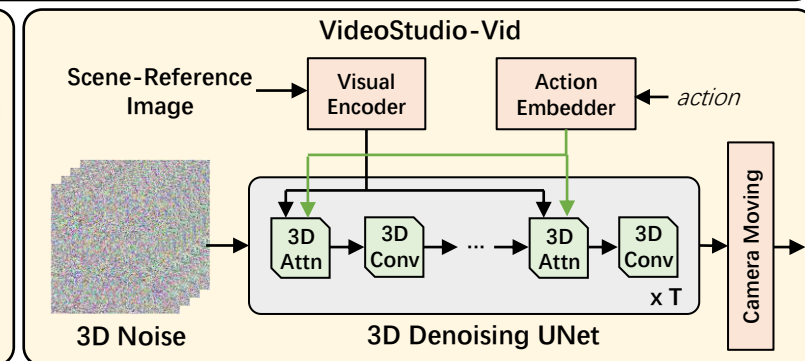 VideoStudio-Vid
Scene-Reference
Image
Visual
Encoder
Action
Embedder
action
3D
Attn
3D
Conv
...
3D
Attn
3D
Conv
x T
Camera Moving
3D Noise
3D Denoising UNet